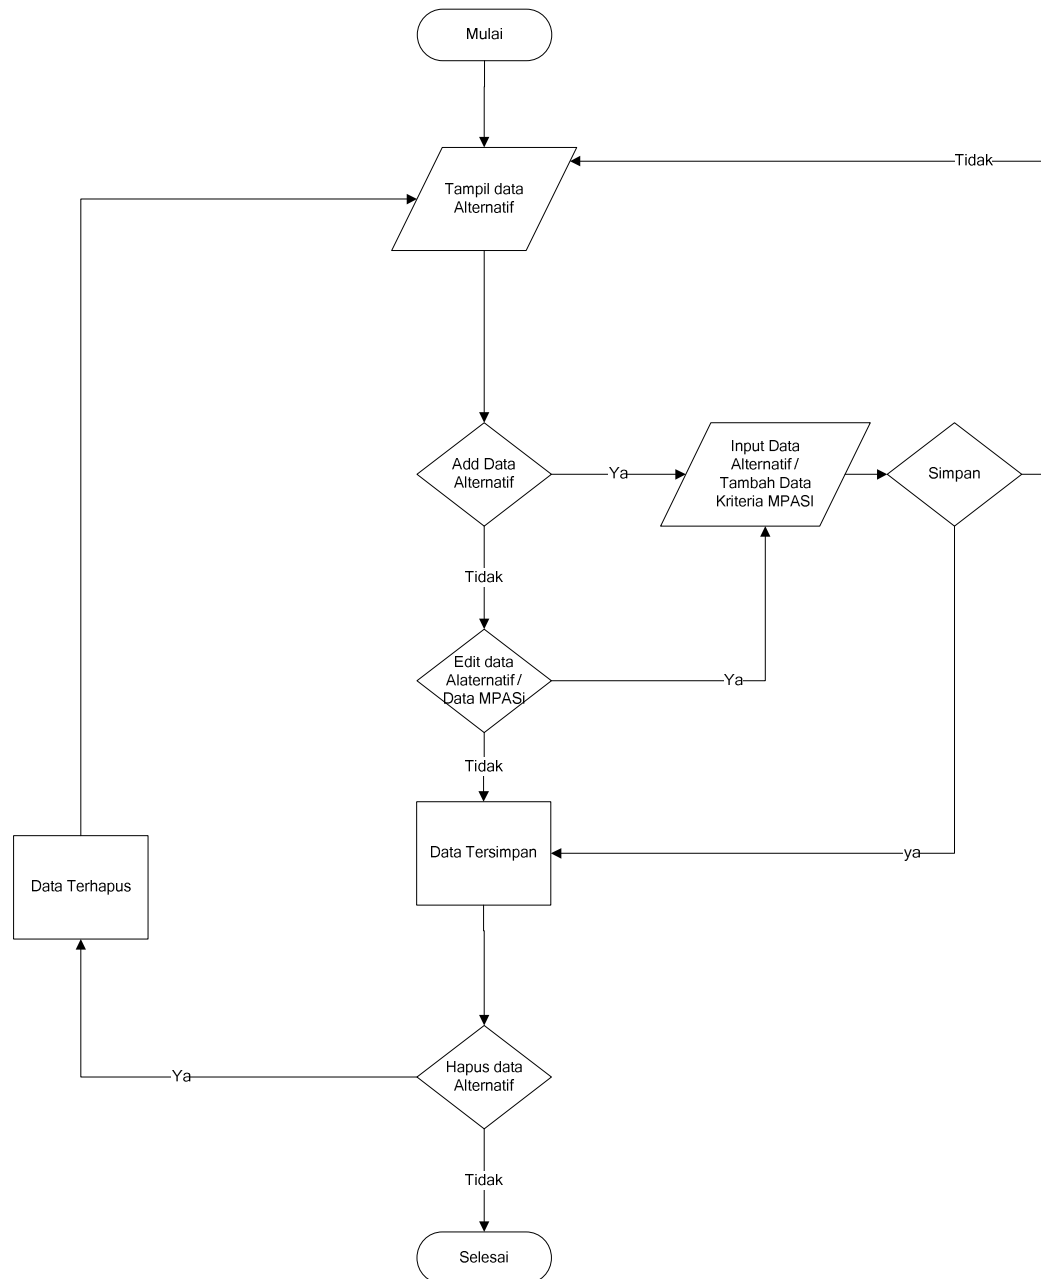 Mulai
Tidak
Tampil data
Alternatif
Add Data
Alternatif
Ya
Input Data
Alternatif /
Tambah Data
Kriteria MPASI
Simpan
Tidak
Edit data
Alaternatif /
Data MPASi
Ya
Tidak
Data Tersimpan
ya
Data Terhapus
Hapus data
Alternatif
Ya
Tidak
Selesai